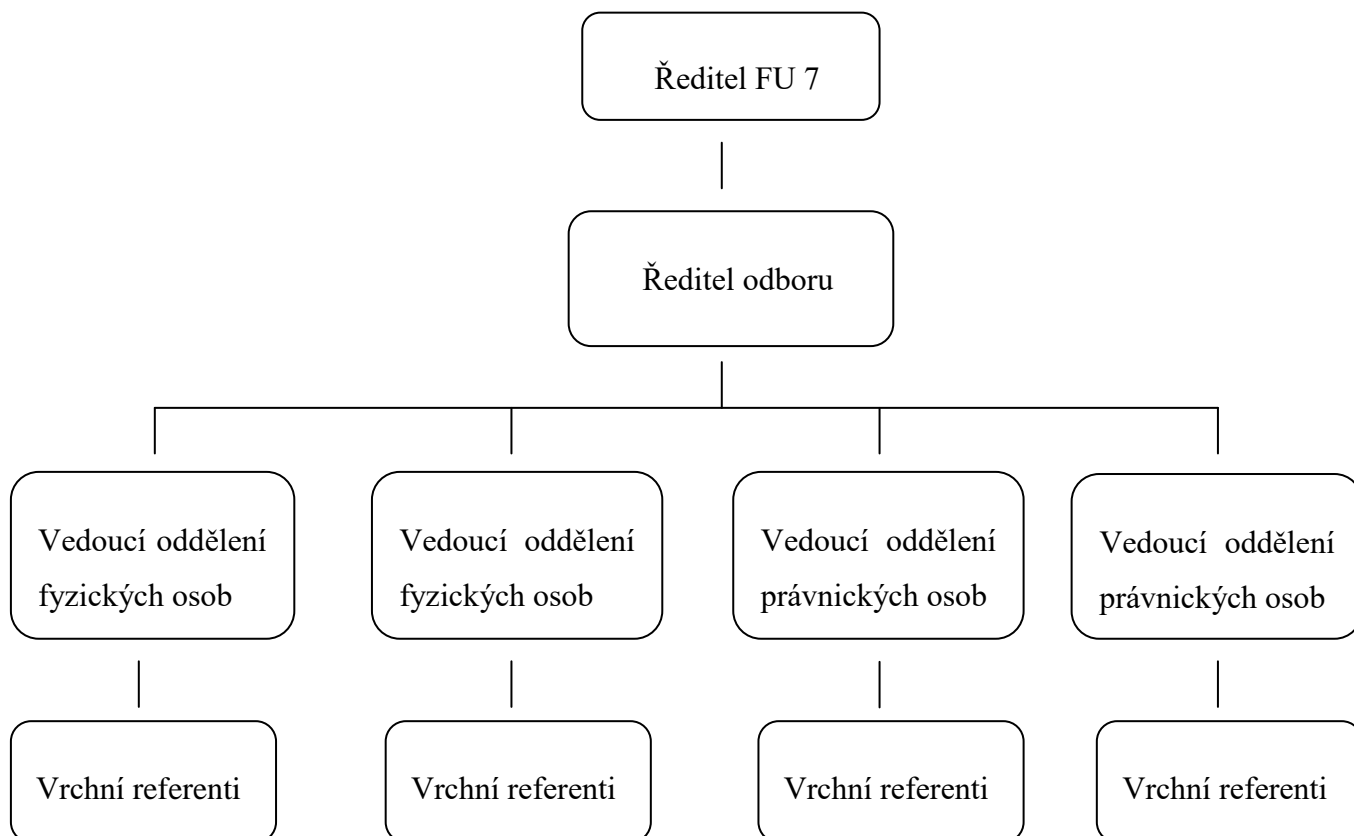 Ředitel FU 7
Ředitel odboru
Vedoucí oddělení
fyzických osob
Vedoucí oddělení
fyzických osob
Vedoucí oddělení
právnických osob
Vedoucí oddělení
právnických osob
Vrchní referenti
Vrchní referenti
Vrchní referenti
Vrchní referenti